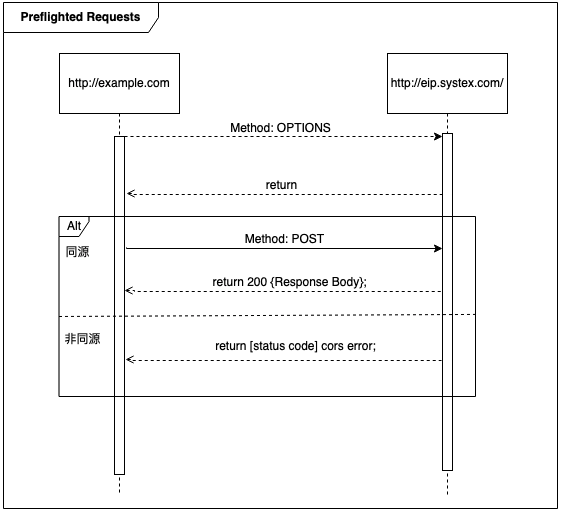 Preflighted Requests
http://example.com
http://eip.systex.com/
Method: OPTIONS
return
Alt
同源
Method: POST
return 200 {Response Body};
非同源
return [status code] cors error;